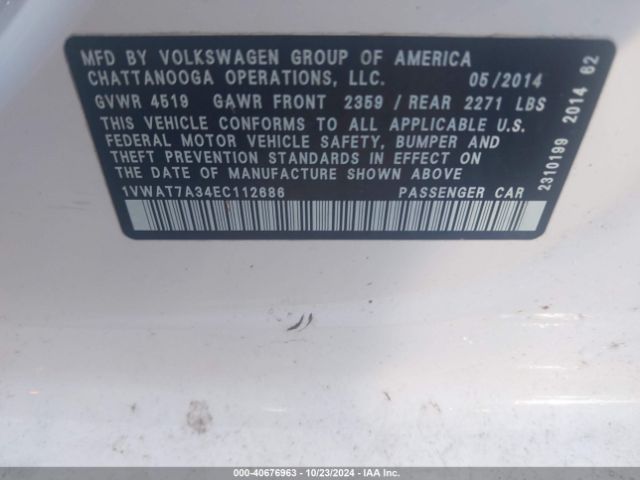 MFD BY VOLKSWAGEN GROUP OF AMERICA
CHATTANOOGA OPERATIONS, LLC. 05/2014
GVWR 4519 GAWR FRONT 2359 / REAR 2271 LBS
THIS VEHICLE CONFORMS TO ALL APPLICABLE U.S.
FEDERAL MOTOR VEHICLE SAFETY, BUMPER AND
THEFT PREVENTION STANDARDS IN EFFECT ON
THE DATE OF MANUFACTURE SHOWN ABOVE
1VWAT7A34EC112686 PASSENGER CAR
2310199 2014 62
000-40676963 - 10/23/2024 - IAA Inc.